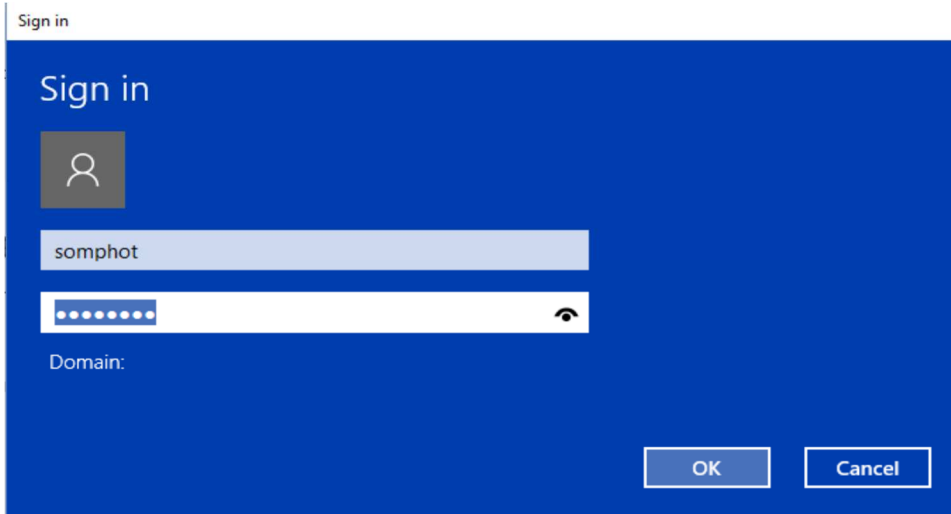 Sign in
Sign in
somphot
••••••••
Domain:
OK
Cancel